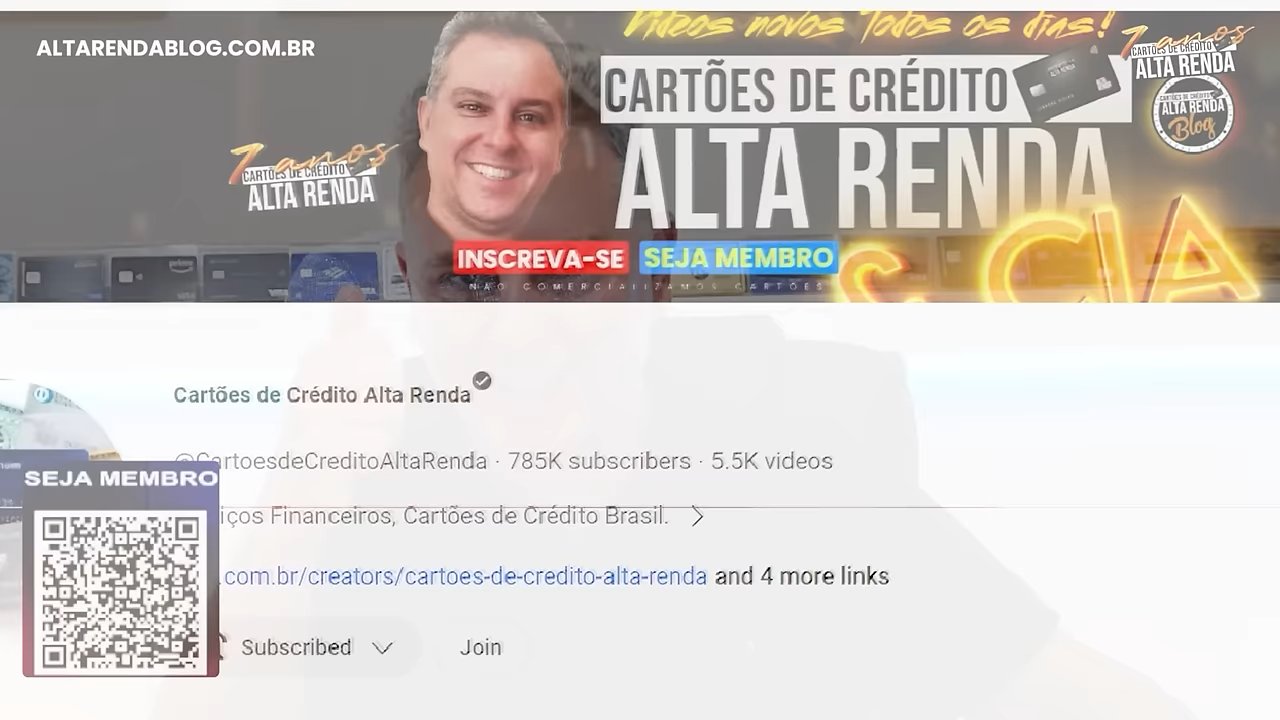 Vídeos novos Todos os dias!
ALTARENDABLOG.COM.BR
7 anos
CARTÕES DE CRÉDITO
ALTA RENDA
CARTÕES DE CRÉDITO
ALTA RENDA
Blog
CARTÕES DE CRÉDITO
ALTA RENDA
7 anos
CARTÕES DE CRÉDITO
ALTA RENDA
& CIA
INSCREVA-SE
SEJA MEMBRO
NÃO COMERCIALIZAMOS CARTÕES
Cartões de Crédito Alta Renda
@CartoesdeCreditoAltaRenda · 785K subscribers · 5.5K videos
SEJA MEMBRO
iços Financeiros, Cartões de Crédito Brasil.
.com.br/creators/cartoes-de-credito-alta-renda and 4 more links
Subscribed
Join